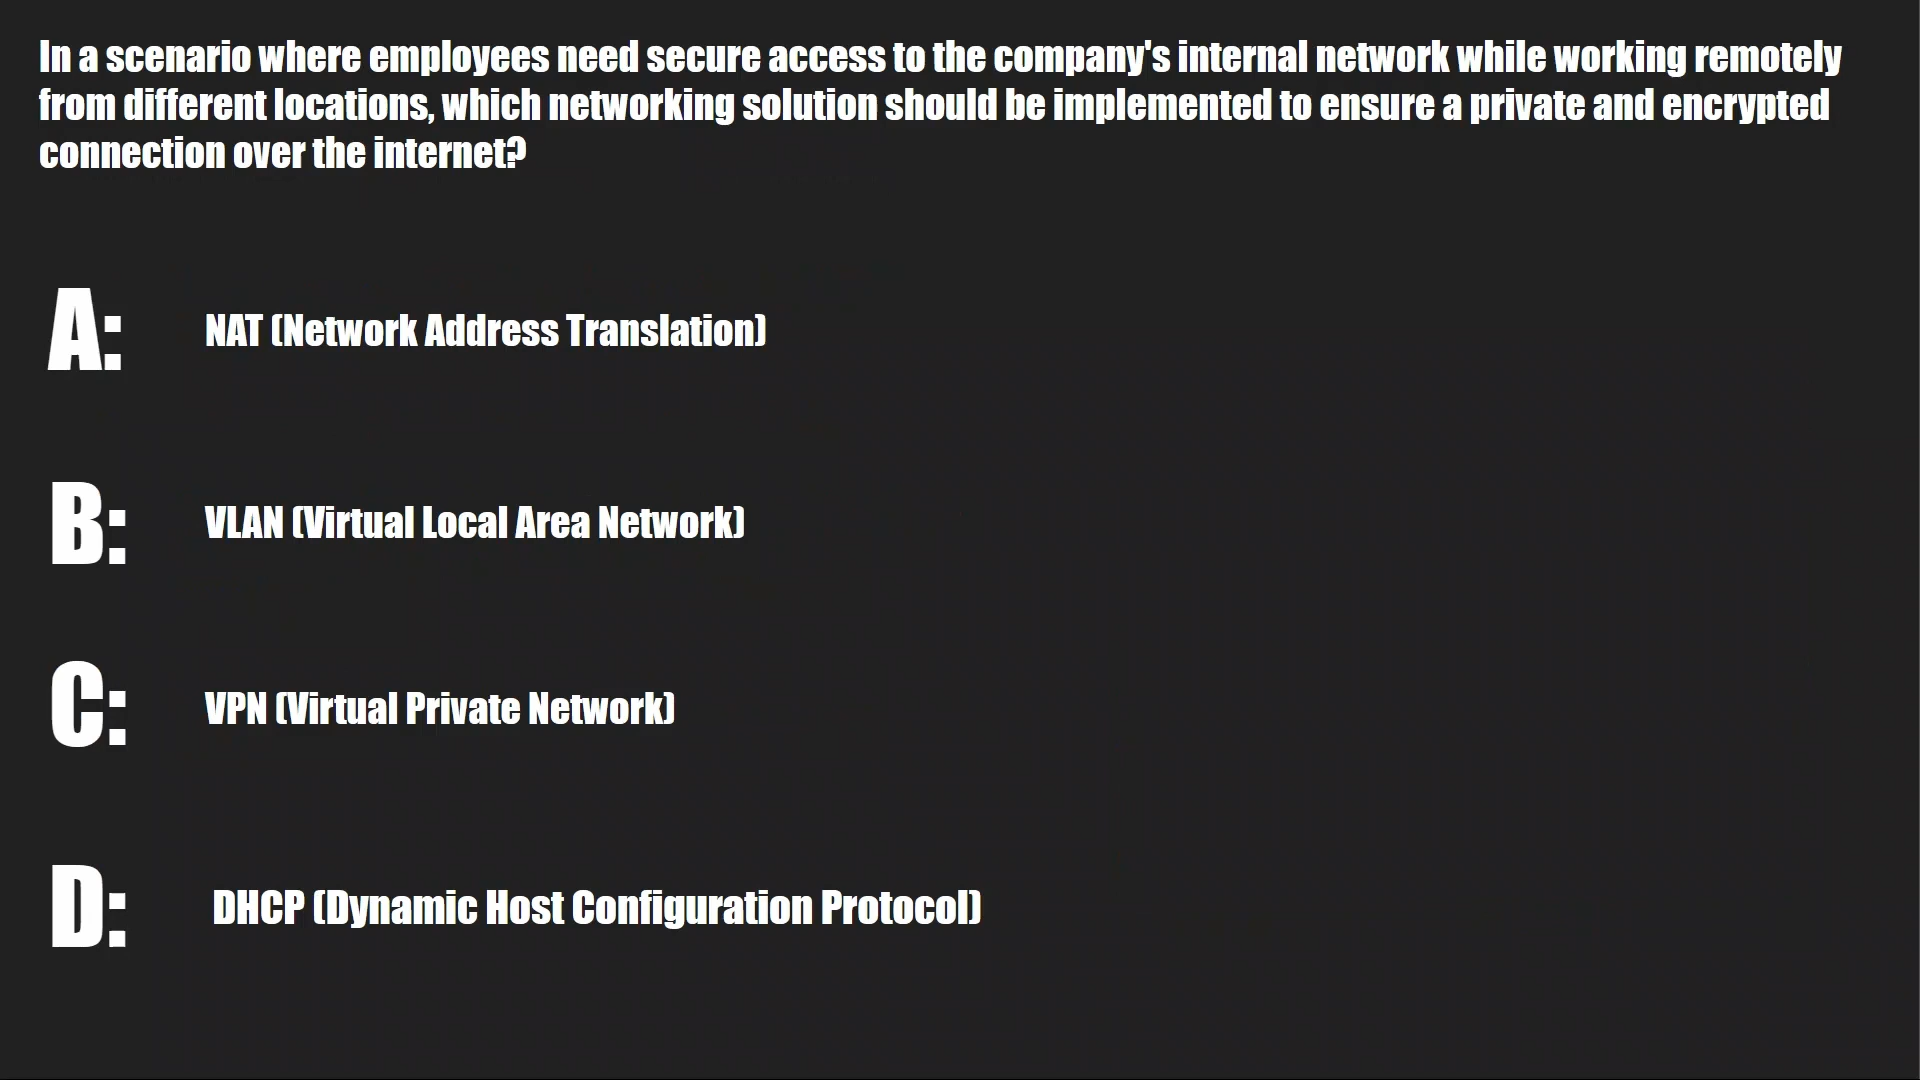 In a scenario where employees need secure access to the company's internal network while working remotely
from different locations, which networking solution should be implemented to ensure a private and encrypted
connection over the internet?
A: NAT (Network Address Translation)
B: VLAN (Virtual Local Area Network)
C: VPN (Virtual Private Network)
D: DHCP (Dynamic Host Configuration Protocol)